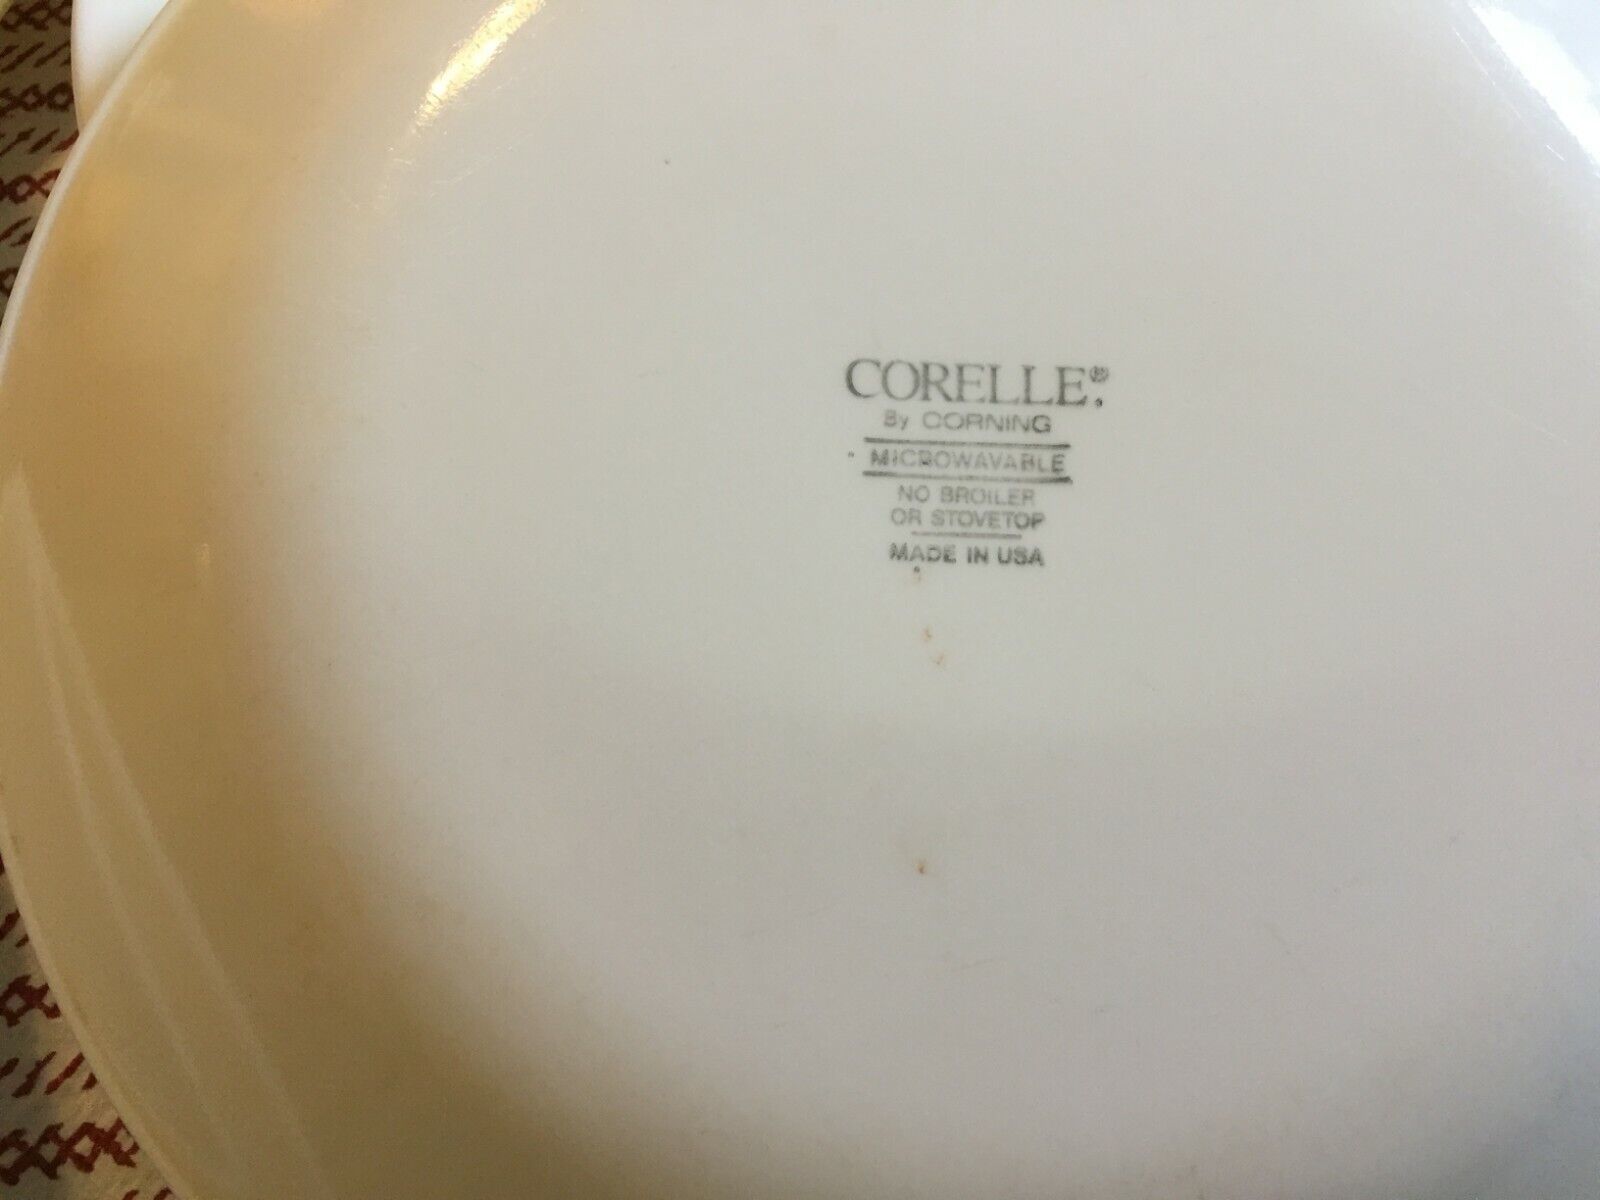 CORELLE.®
By CORNING
MICROWAVABLE
NO BROILER
OR STOVETOP
MADE IN USA